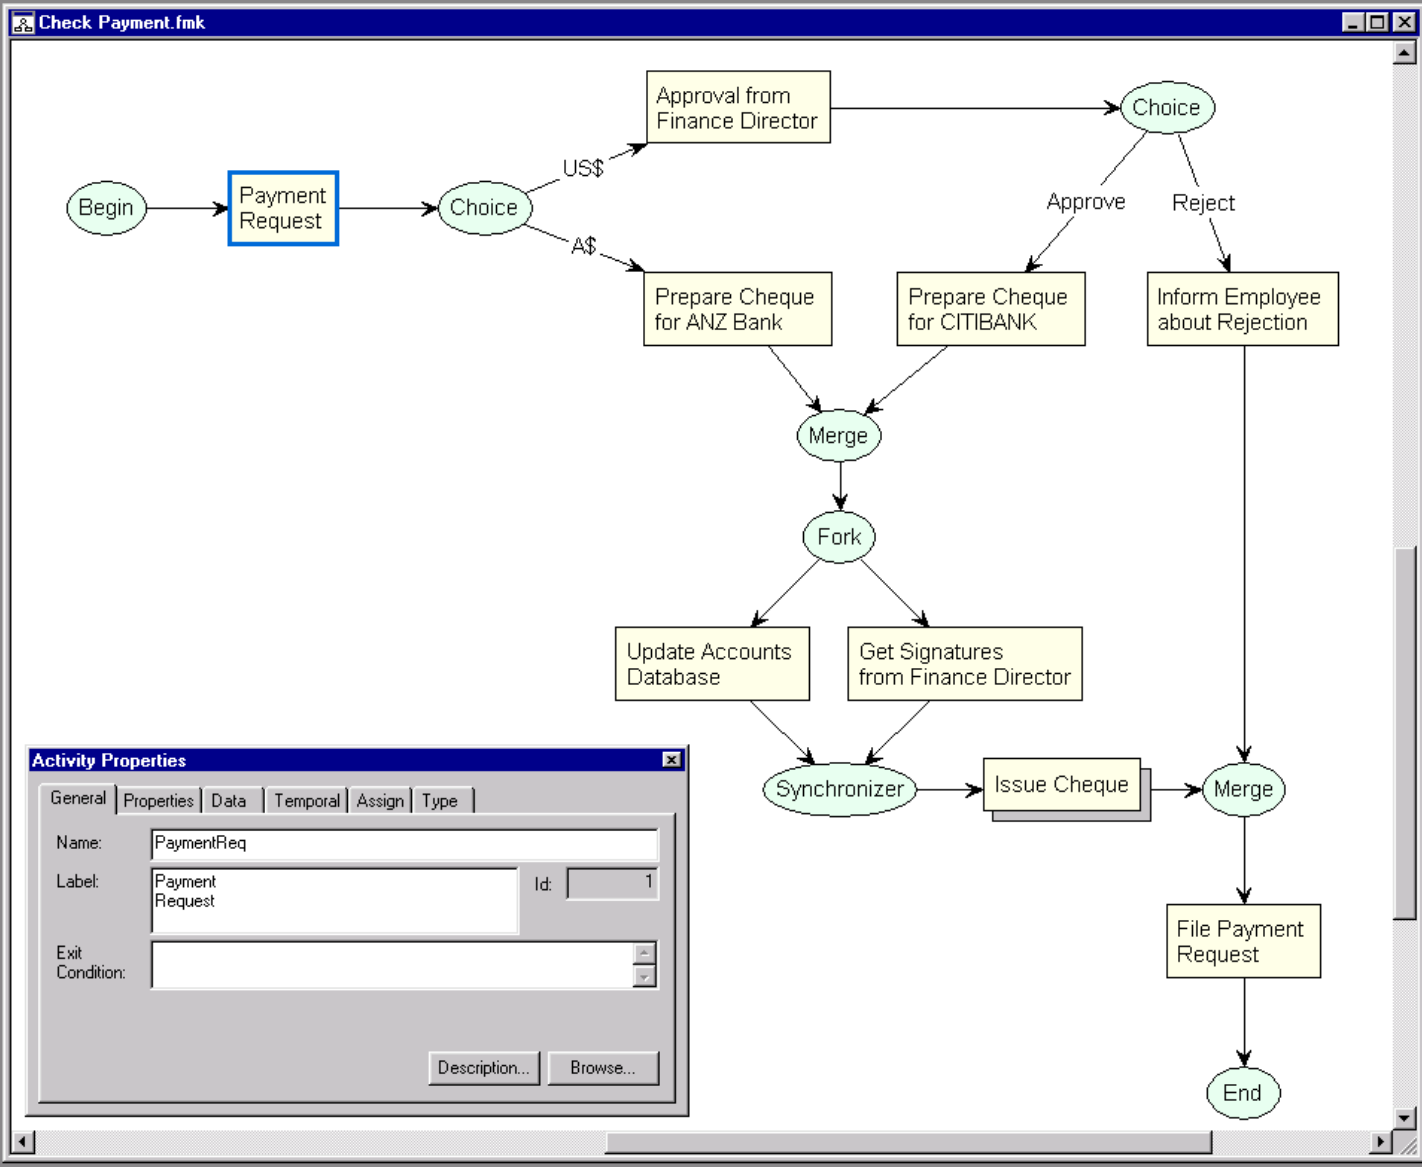 Check Payment.fmk
Approval from
Finance Director
Choice
US$
Begin
Payment
Request
Choice
Approve
Reject
A$
Prepare Cheque
for ANZ Bank
Prepare Cheque
for CITIBANK
Inform Employee
about Rejection
Merge
Fork
Update Accounts
Database
Get Signatures
from Finance Director
Synchronizer
Issue Cheque
Merge
File Payment
Request
End
Activity Properties
General
Properties
Data
Temporal
Assign
Type
Name:
PaymentReq
Label:
Payment
Request
Id:
1
Exit
Condition:
Description...
Browse...